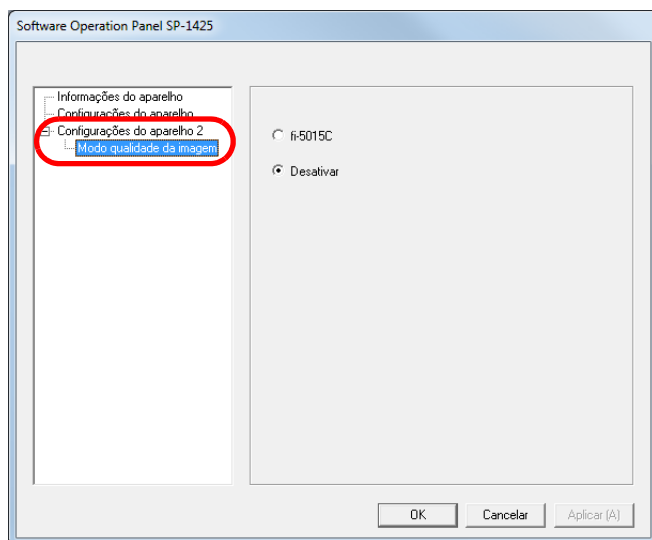 Software Operation Panel SP-1425
Informações do aparelho
Configurações do aparelho
Configurações do aparelho 2
Modo qualidade da imagem
fi-5015C
Desativar
OK
Cancelar
Aplicar (A)